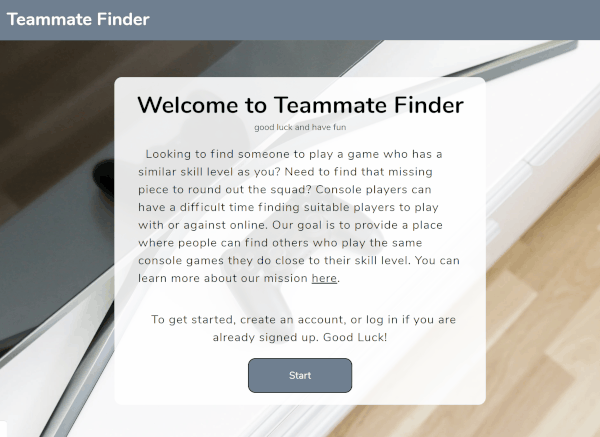 Teammate Finder
Welcome to Teammate Finder
good luck and have fun
Looking to find someone to play a game who has a
similar skill level as you? Need to find that missing
piece to round out the squad? Console players can
have a difficult time finding suitable players to play
with or against online. Our goal is to provide a place
where people can find others who play the same
console games they do close to their skill level. You can
learn more about our mission here.
To get started, create an account, or log in if you are
already signed up. Good Luck!
Start